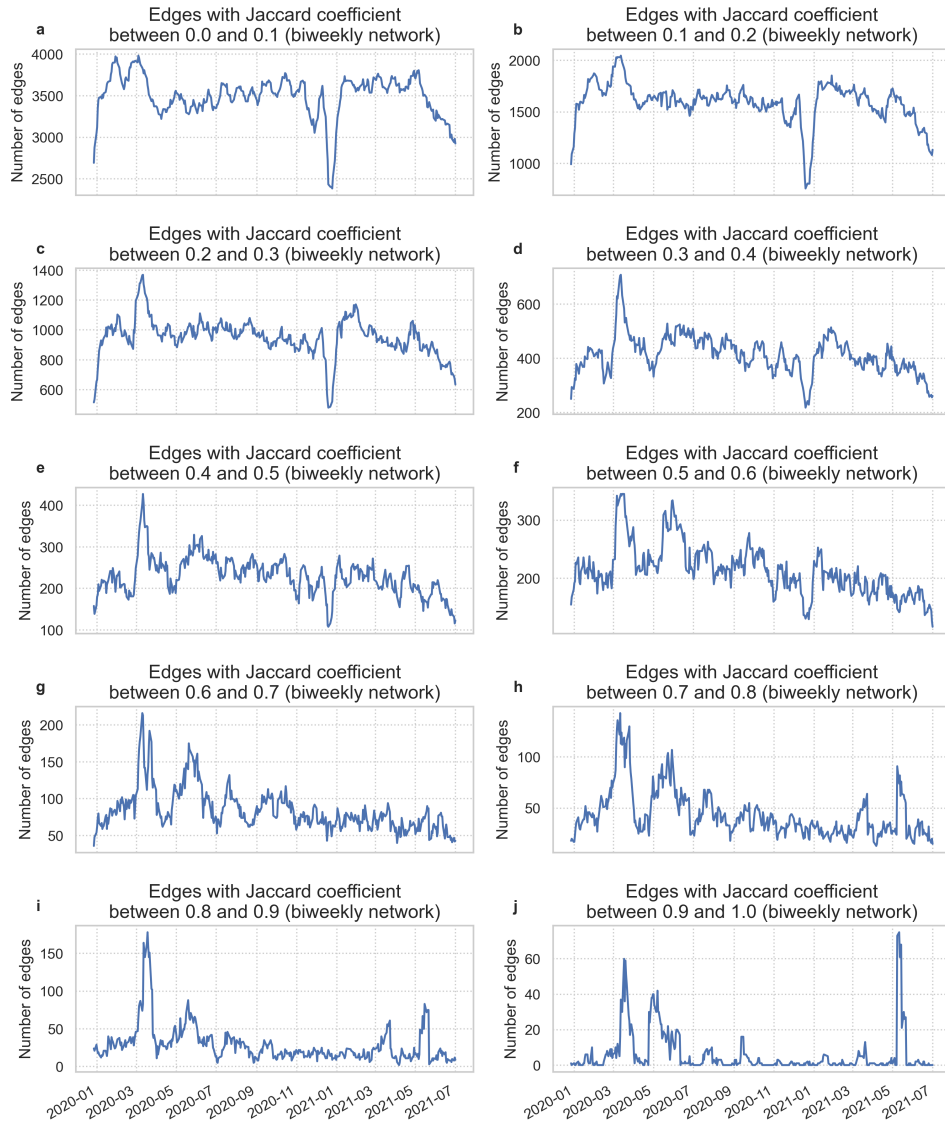 a
Edges with Jaccard coefficient
between 0.0 and 0.1 (biweekly network)
Number of edges
4000
3500
3000
2500
b
Edges with Jaccard coefficient
between 0.1 and 0.2 (biweekly network)
Number of edges
2000
1500
1000
c
Edges with Jaccard coefficient
between 0.2 and 0.3 (biweekly network)
Number of edges
1400
1200
1000
800
600
d
Edges with Jaccard coefficient
between 0.3 and 0.4 (biweekly network)
Number of edges
600
400
200
e
Edges with Jaccard coefficient
between 0.4 and 0.5 (biweekly network)
Number of edges
400
300
200
100
f
Edges with Jaccard coefficient
between 0.5 and 0.6 (biweekly network)
Number of edges
300
200
g
Edges with Jaccard coefficient
between 0.6 and 0.7 (biweekly network)
Number of edges
200
150
100
50
h
Edges with Jaccard coefficient
between 0.7 and 0.8 (biweekly network)
Number of edges
100
50
i
Edges with Jaccard coefficient
between 0.8 and 0.9 (biweekly network)
Number of edges
150
100
50
0
2020-01
2020-03
2020-05
2020-07
2020-09
2020-11
2021-01
2021-03
2021-05
2021-07
j
Edges with Jaccard coefficient
between 0.9 and 1.0 (biweekly network)
Number of edges
60
40
20
0
2020-01
2020-03
2020-05
2020-07
2020-09
2020-11
2021-01
2021-03
2021-05
2021-07